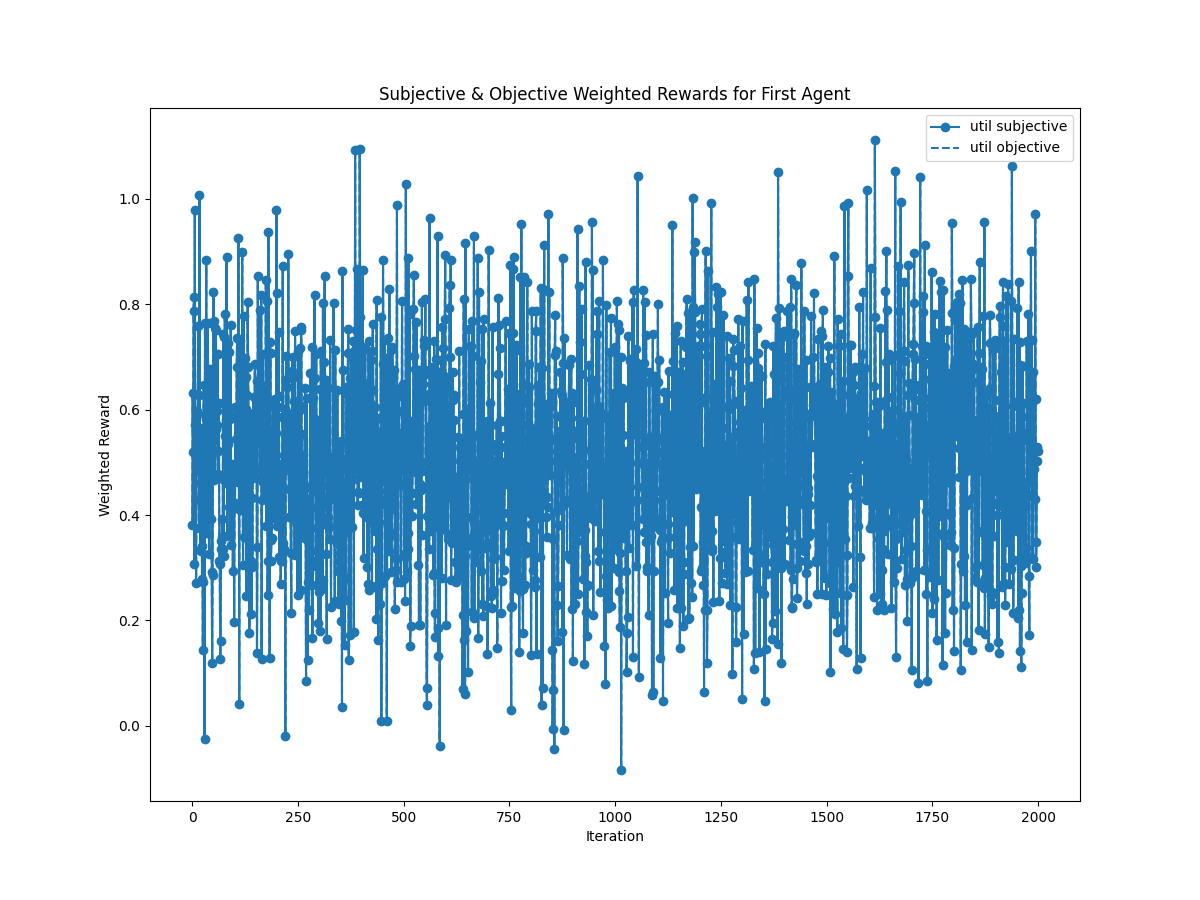 Subjective & Objective Weighted Rewards for First Agent
util subjective
util objective
Weighted Reward
1.0
0.8
0.6
0.4
0.2
0.0
0 250 500 750 1000 1250 1500 1750 2000
Iteration